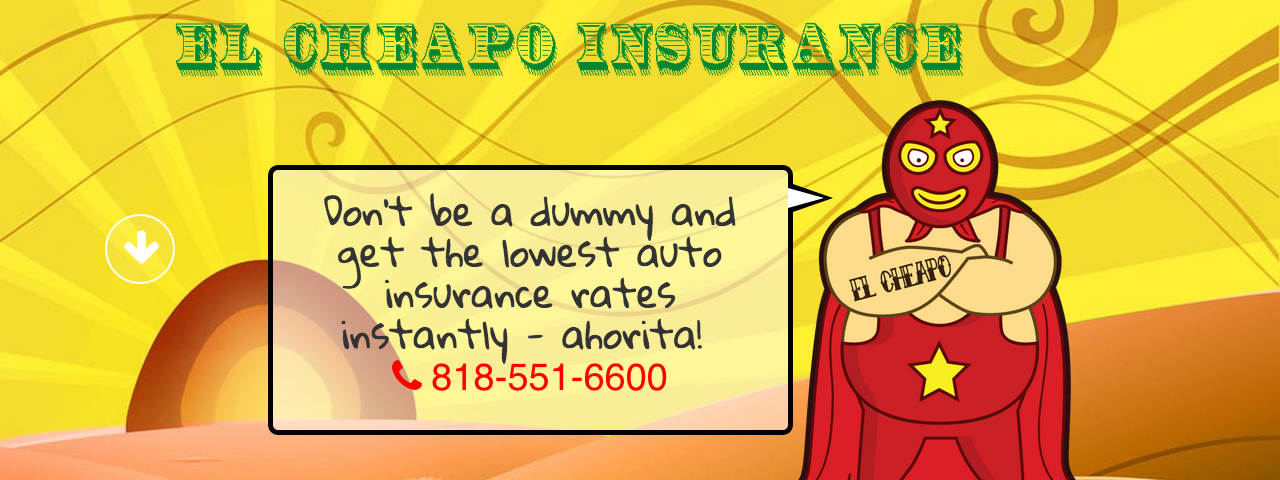 EL CHEAPO INSURANCE
Don't be a dummy and
get the lowest auto
insurance rates
instantly - ahorita!
818-551-6600
EL CHEAPO